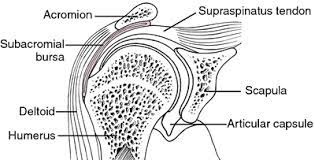 Acromion
Supraspinatus tendon
Subacromial
bursa
Scapula
Deltoid
Articular capsule
Humerus